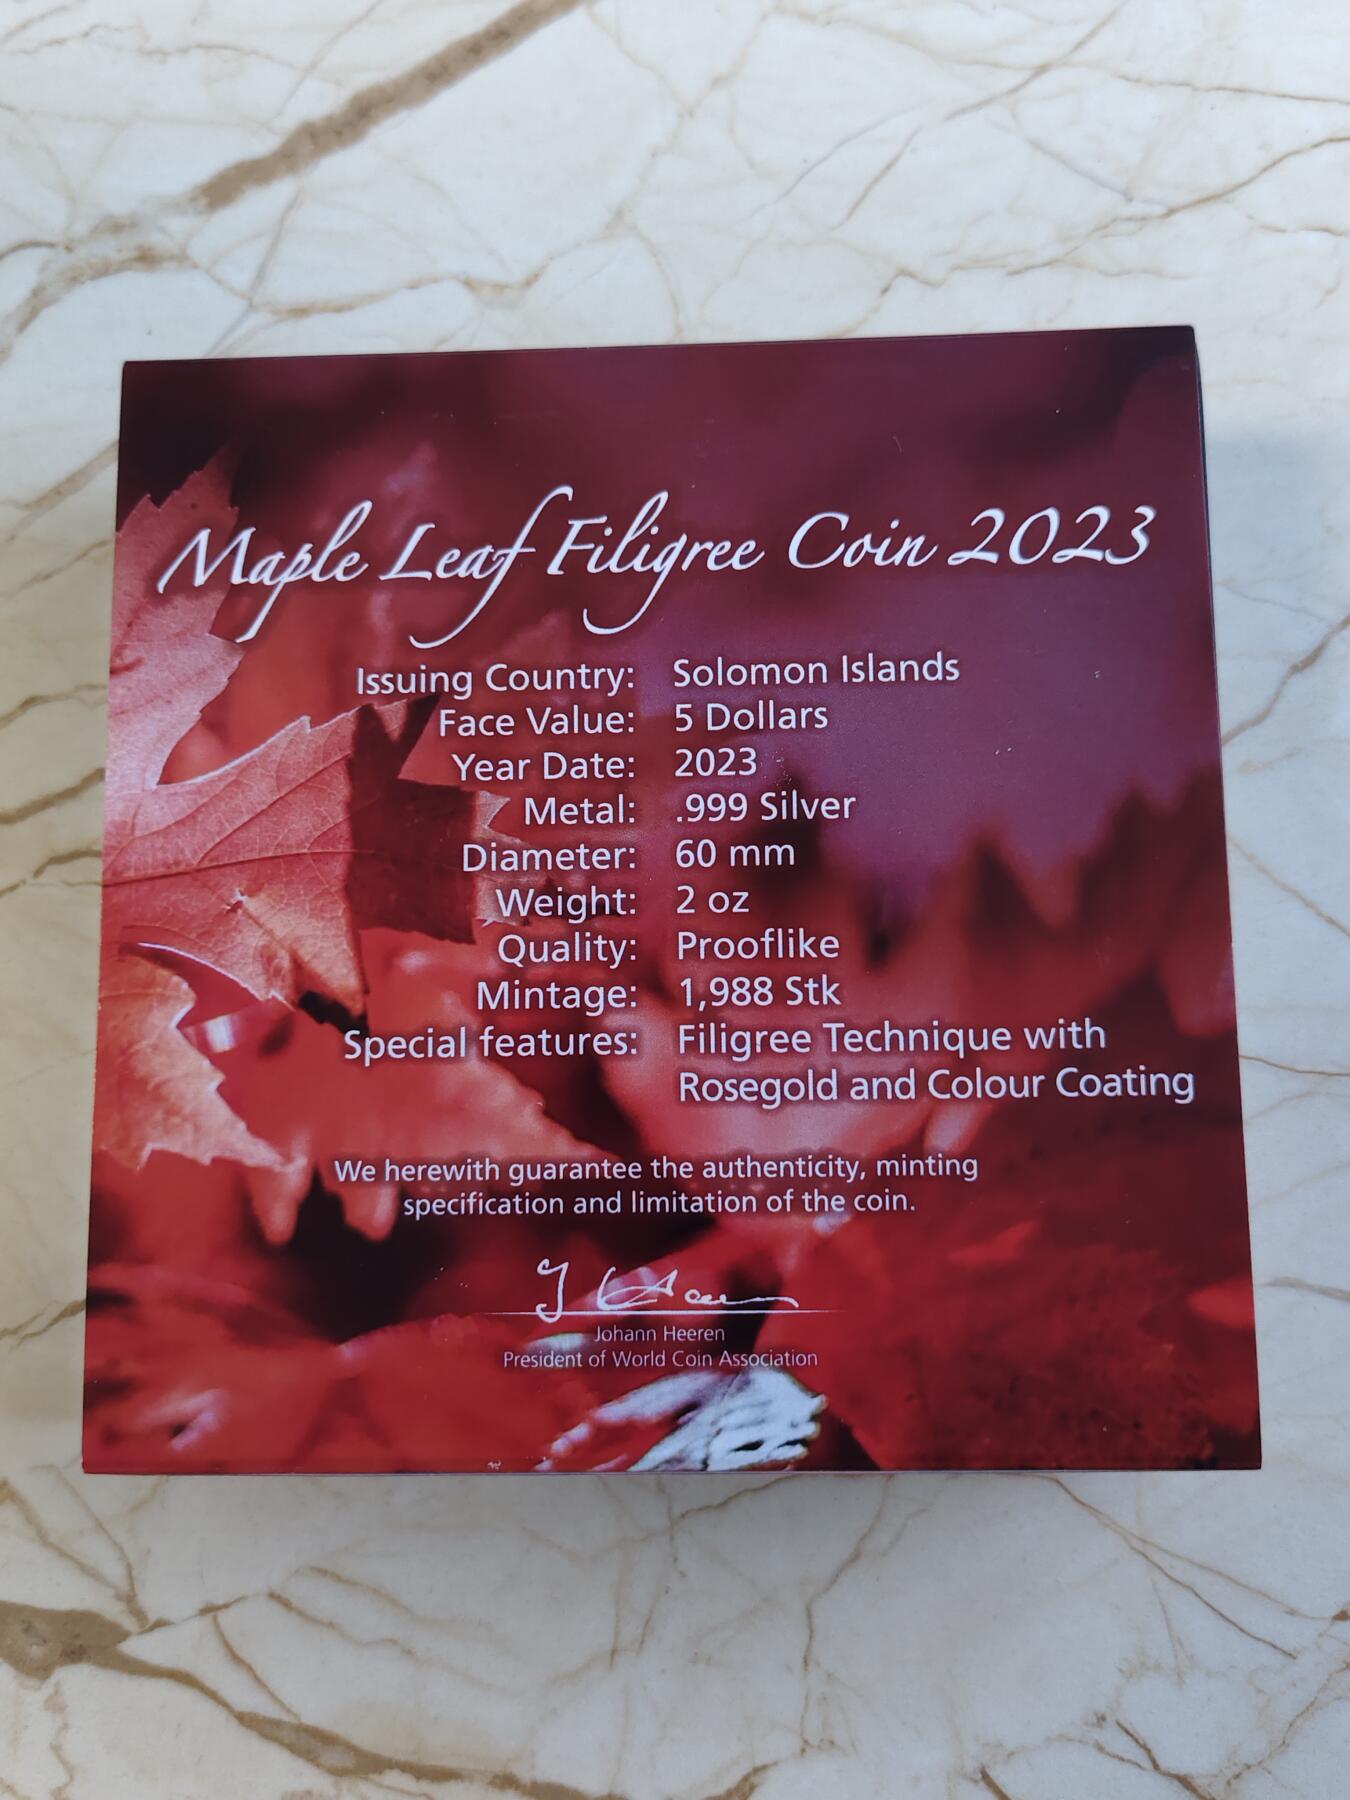 Maple Leaf Filigree Coin 2023
Issuing Country: Solomon Islands
Face Value: 5 Dollars
Year Date: 2023
Metal: .999 Silver
Diameter: 60 mm
Weight: 2 oz
Quality: Prooflike
Mintage: 1,988 Stk
Special features: Filigree Technique with
Rosegold and Colour Coating
We herewith guarantee the authenticity, minting
specification and limitation of the coin.
Johann Heeren
President of World Coin Association